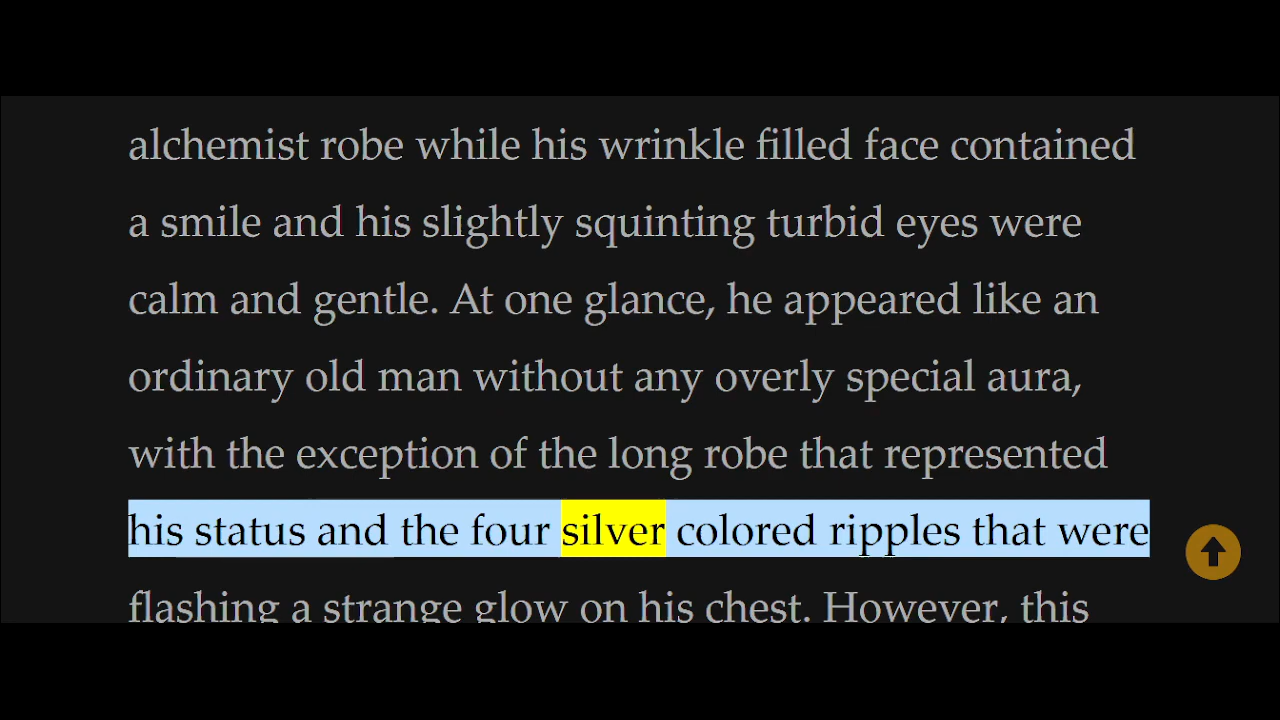 alchemist robe while his wrinkle filled face contained
a smile and his slightly squinting turbid eyes were
calm and gentle. At one glance, he appeared like an
ordinary old man without any overly special aura,
with the exception of the long robe that represented
his status and the four silver colored ripples that were
flashing a strange glow on his chest. However, this